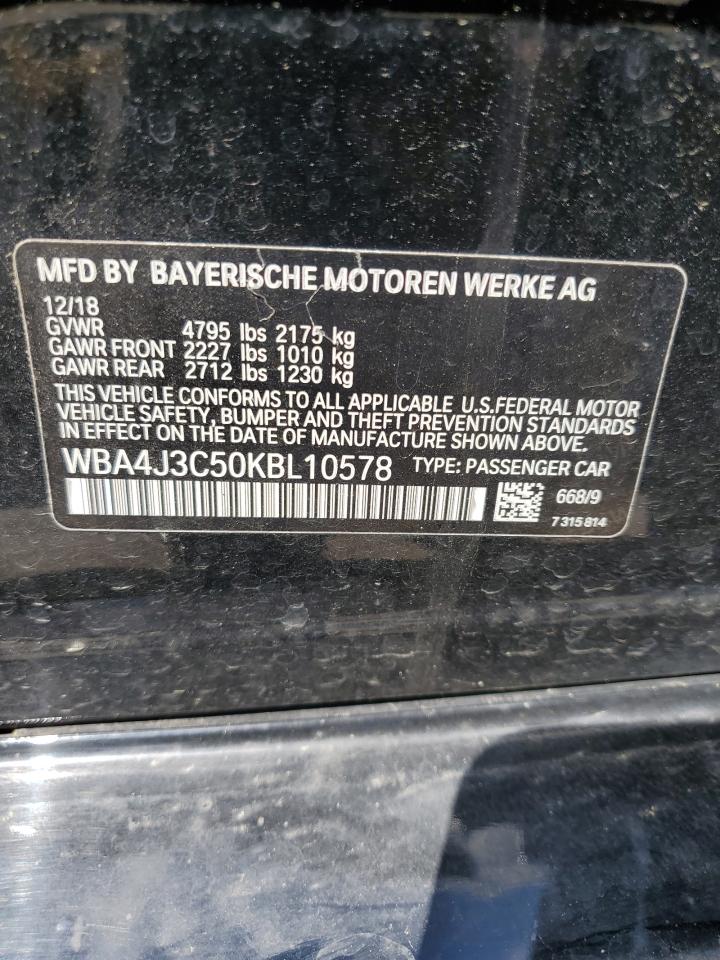 MFD BY BAYERISCHE MOTOREN WERKE AG
12/18
GVWR 4795 lbs 2175 kg
GAWR FRONT 2227 lbs 1010 kg
GAWR REAR 2712 lbs 1230 kg
THIS VEHICLE CONFORMS TO ALL APPLICABLE U.S.FEDERAL MOTOR
VEHICLE SAFETY, BUMPER AND THEFT PREVENTION STANDARDS
IN EFFECT ON THE DATE OF MANUFACTURE SHOWN ABOVE.
WBA4J3C50KBL10578 TYPE: PASSENGER CAR
668/9
7 315 814